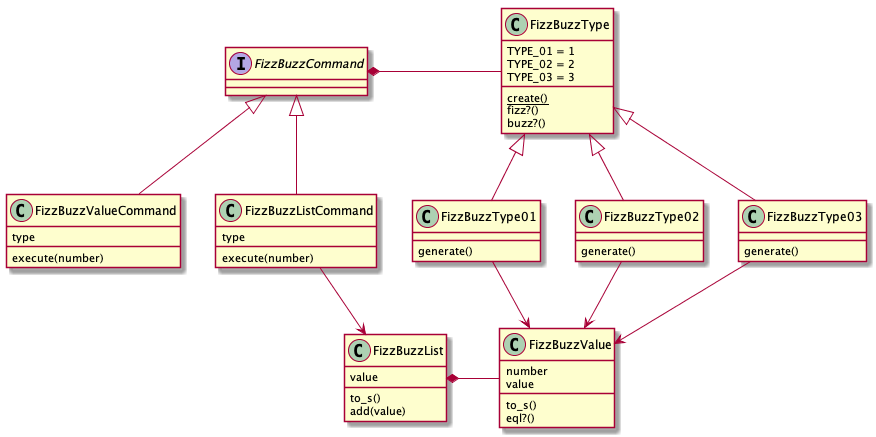 C FizzBuzzType
TYPE_01 = 1
TYPE_02 = 2
TYPE_03 = 3
create()
fizz?()
buzz?()
I FizzBuzzCommand
C FizzBuzzValueCommand
type
execute(number)
C FizzBuzzListCommand
type
execute(number)
C FizzBuzzType01
generate()
C FizzBuzzType02
generate()
C FizzBuzzType03
generate()
C FizzBuzzList
value
to_s()
add(value)
C FizzBuzzValue
number
value
to_s()
eql?()